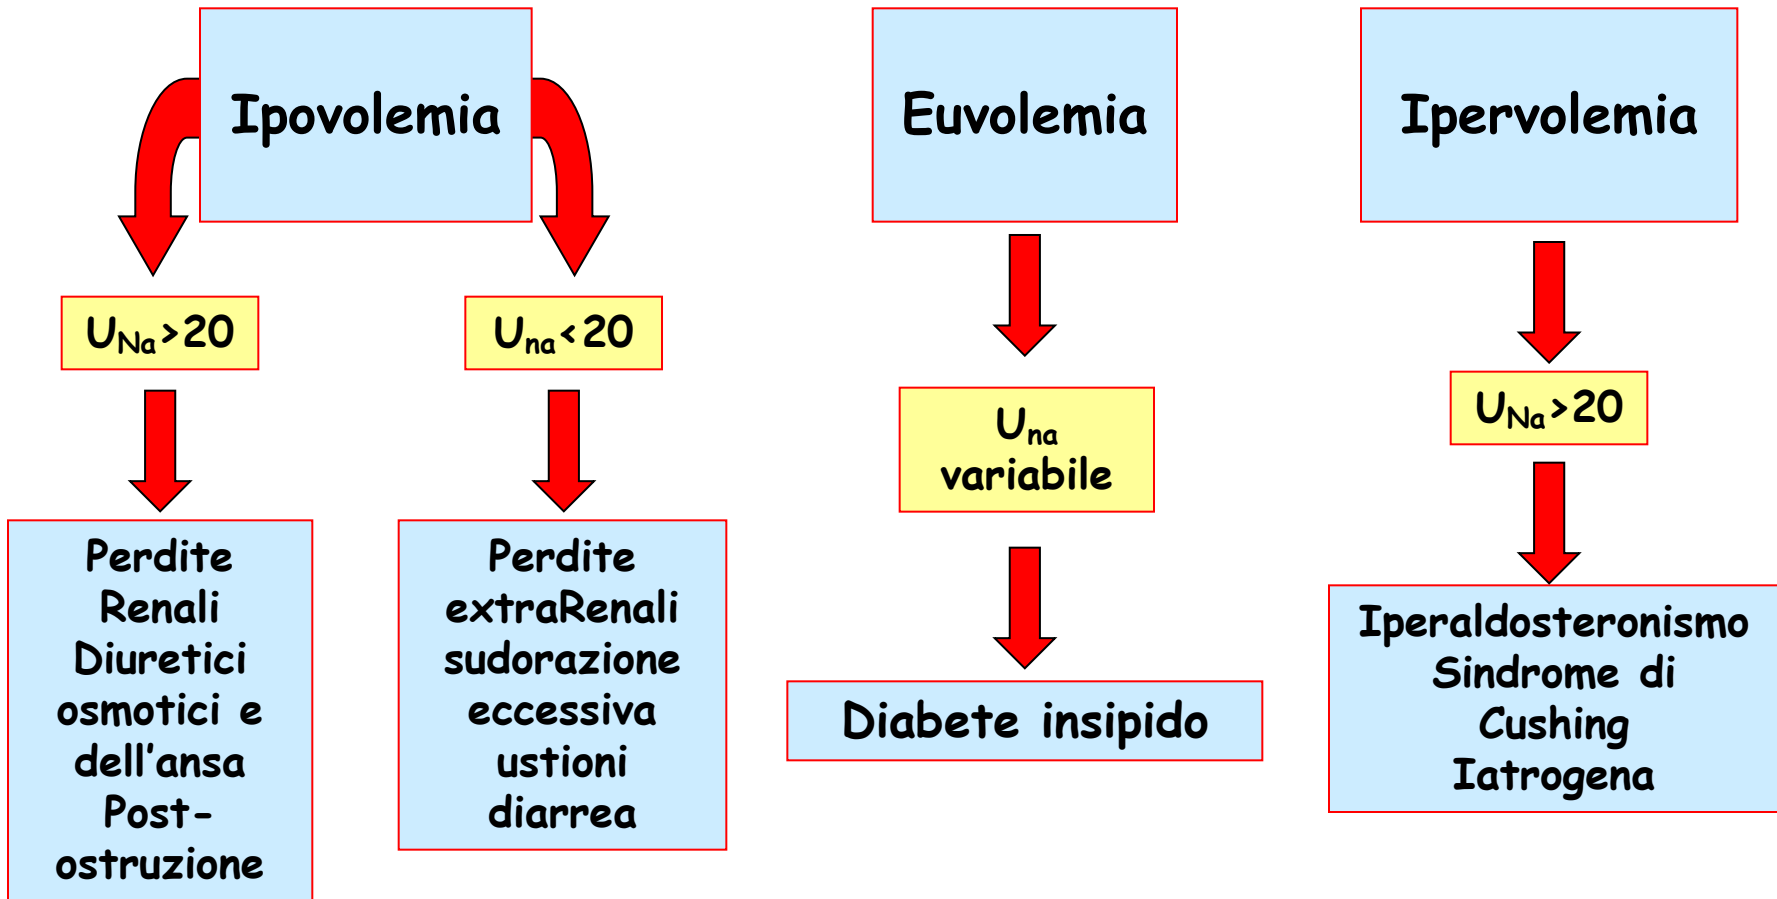 Ipovolemia
Euvolemia
Ipervolemia
UNa>20
Una<20
Una
variabile
UNa>20
Perdite
Renali
Diuretici
osmotici e
dell’ansa
Post-
ostruzione
Perdite
extraRenali
sudorazione
eccessiva
ustioni
diarrea
Diabete insipido
Iperaldosteronismo
Sindrome di
Cushing
Iatrogena